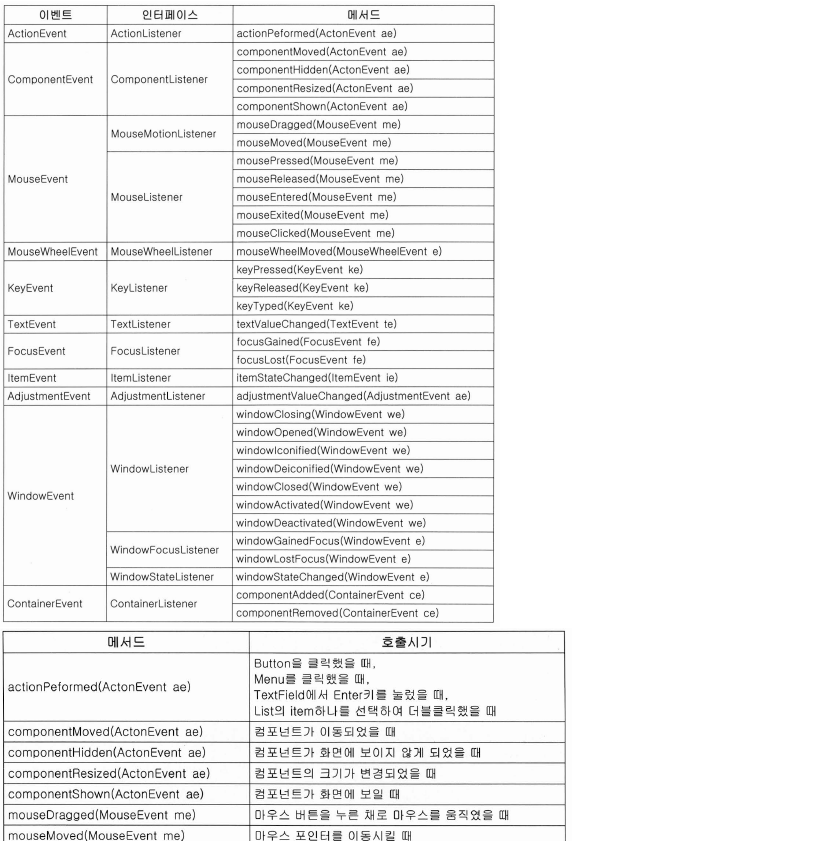 이벤트 인터페이스 메서드
ActionEvent ActionListener actionPeformed(ActonEvent ae)
ComponentEvent ComponentListener componentMoved(ActonEvent ae)
componentHidden(ActonEvent ae)
componentResized(ActonEvent ae)
componentShown(ActonEvent ae)
MouseEvent MouseMotionListener mouseDragged(MouseEvent me)
mouseMoved(MouseEvent me)
MouseListener mousePressed(MouseEvent me)
mouseReleased(MouseEvent me)
mouseEntered(MouseEvent me)
mouseExited(MouseEvent me)
mouseClicked(MouseEvent me)
MouseWheelEvent MouseWheelListener mouseWheelMoved(MouseWheelEvent e)
KeyEvent KeyListener keyPressed(KeyEvent ke)
keyReleased(KeyEvent ke)
keyTyped(KeyEvent ke)
TextEvent TextListener textValueChanged(TextEvent te)
FocusEvent FocusListener focusGained(FocusEvent fe)
focusLost(FocusEvent fe)
ItemEvent ItemListener itemStateChanged(ItemEvent ie)
AdjustmentEvent AdjustmentListener adjustmentValueChanged(AdjustmentEvent ae)
WindowEvent WindowListener windowClosing(WindowEvent we)
windowOpened(WindowEvent we)
windowIconified(WindowEvent we)
windowDeiconified(WindowEvent we)
windowClosed(WindowEvent we)
windowActivated(WindowEvent we)
windowDeactivated(WindowEvent we)
WindowFocusListener windowGainedFocus(WindowEvent e)
windowLostFocus(WindowEvent e)
WindowStateListener windowStateChanged(WindowEvent e)
ContainerEvent ContainerListener componentAdded(ContainerEvent ce)
componentRemoved(ContainerEvent ce)
메서드 호출시기
actionPeformed(ActonEvent ae) Button을 클릭했을 때,
Menu를 클릭했을 때,
TextField에서 Enter키를 눌렀을 때,
List의 item하나를 선택하여 더블클릭했을 때
componentMoved(ActonEvent ae) 컴포넌트가 이동되었을 때
componentHidden(ActonEvent ae) 컴포넌트가 화면에 보이지 않게 되었을 때
componentResized(ActonEvent ae) 컴포넌트의 크기가 변경되었을 때
componentShown(ActonEvent ae) 컴포넌트가 화면에 보일 때
mouseDragged(MouseEvent me) 마우스 버튼을 누른 채로 마우스를 움직였을 때
mouseMoved(MouseEvent me) 마우스 포인터를 이동시킬 때